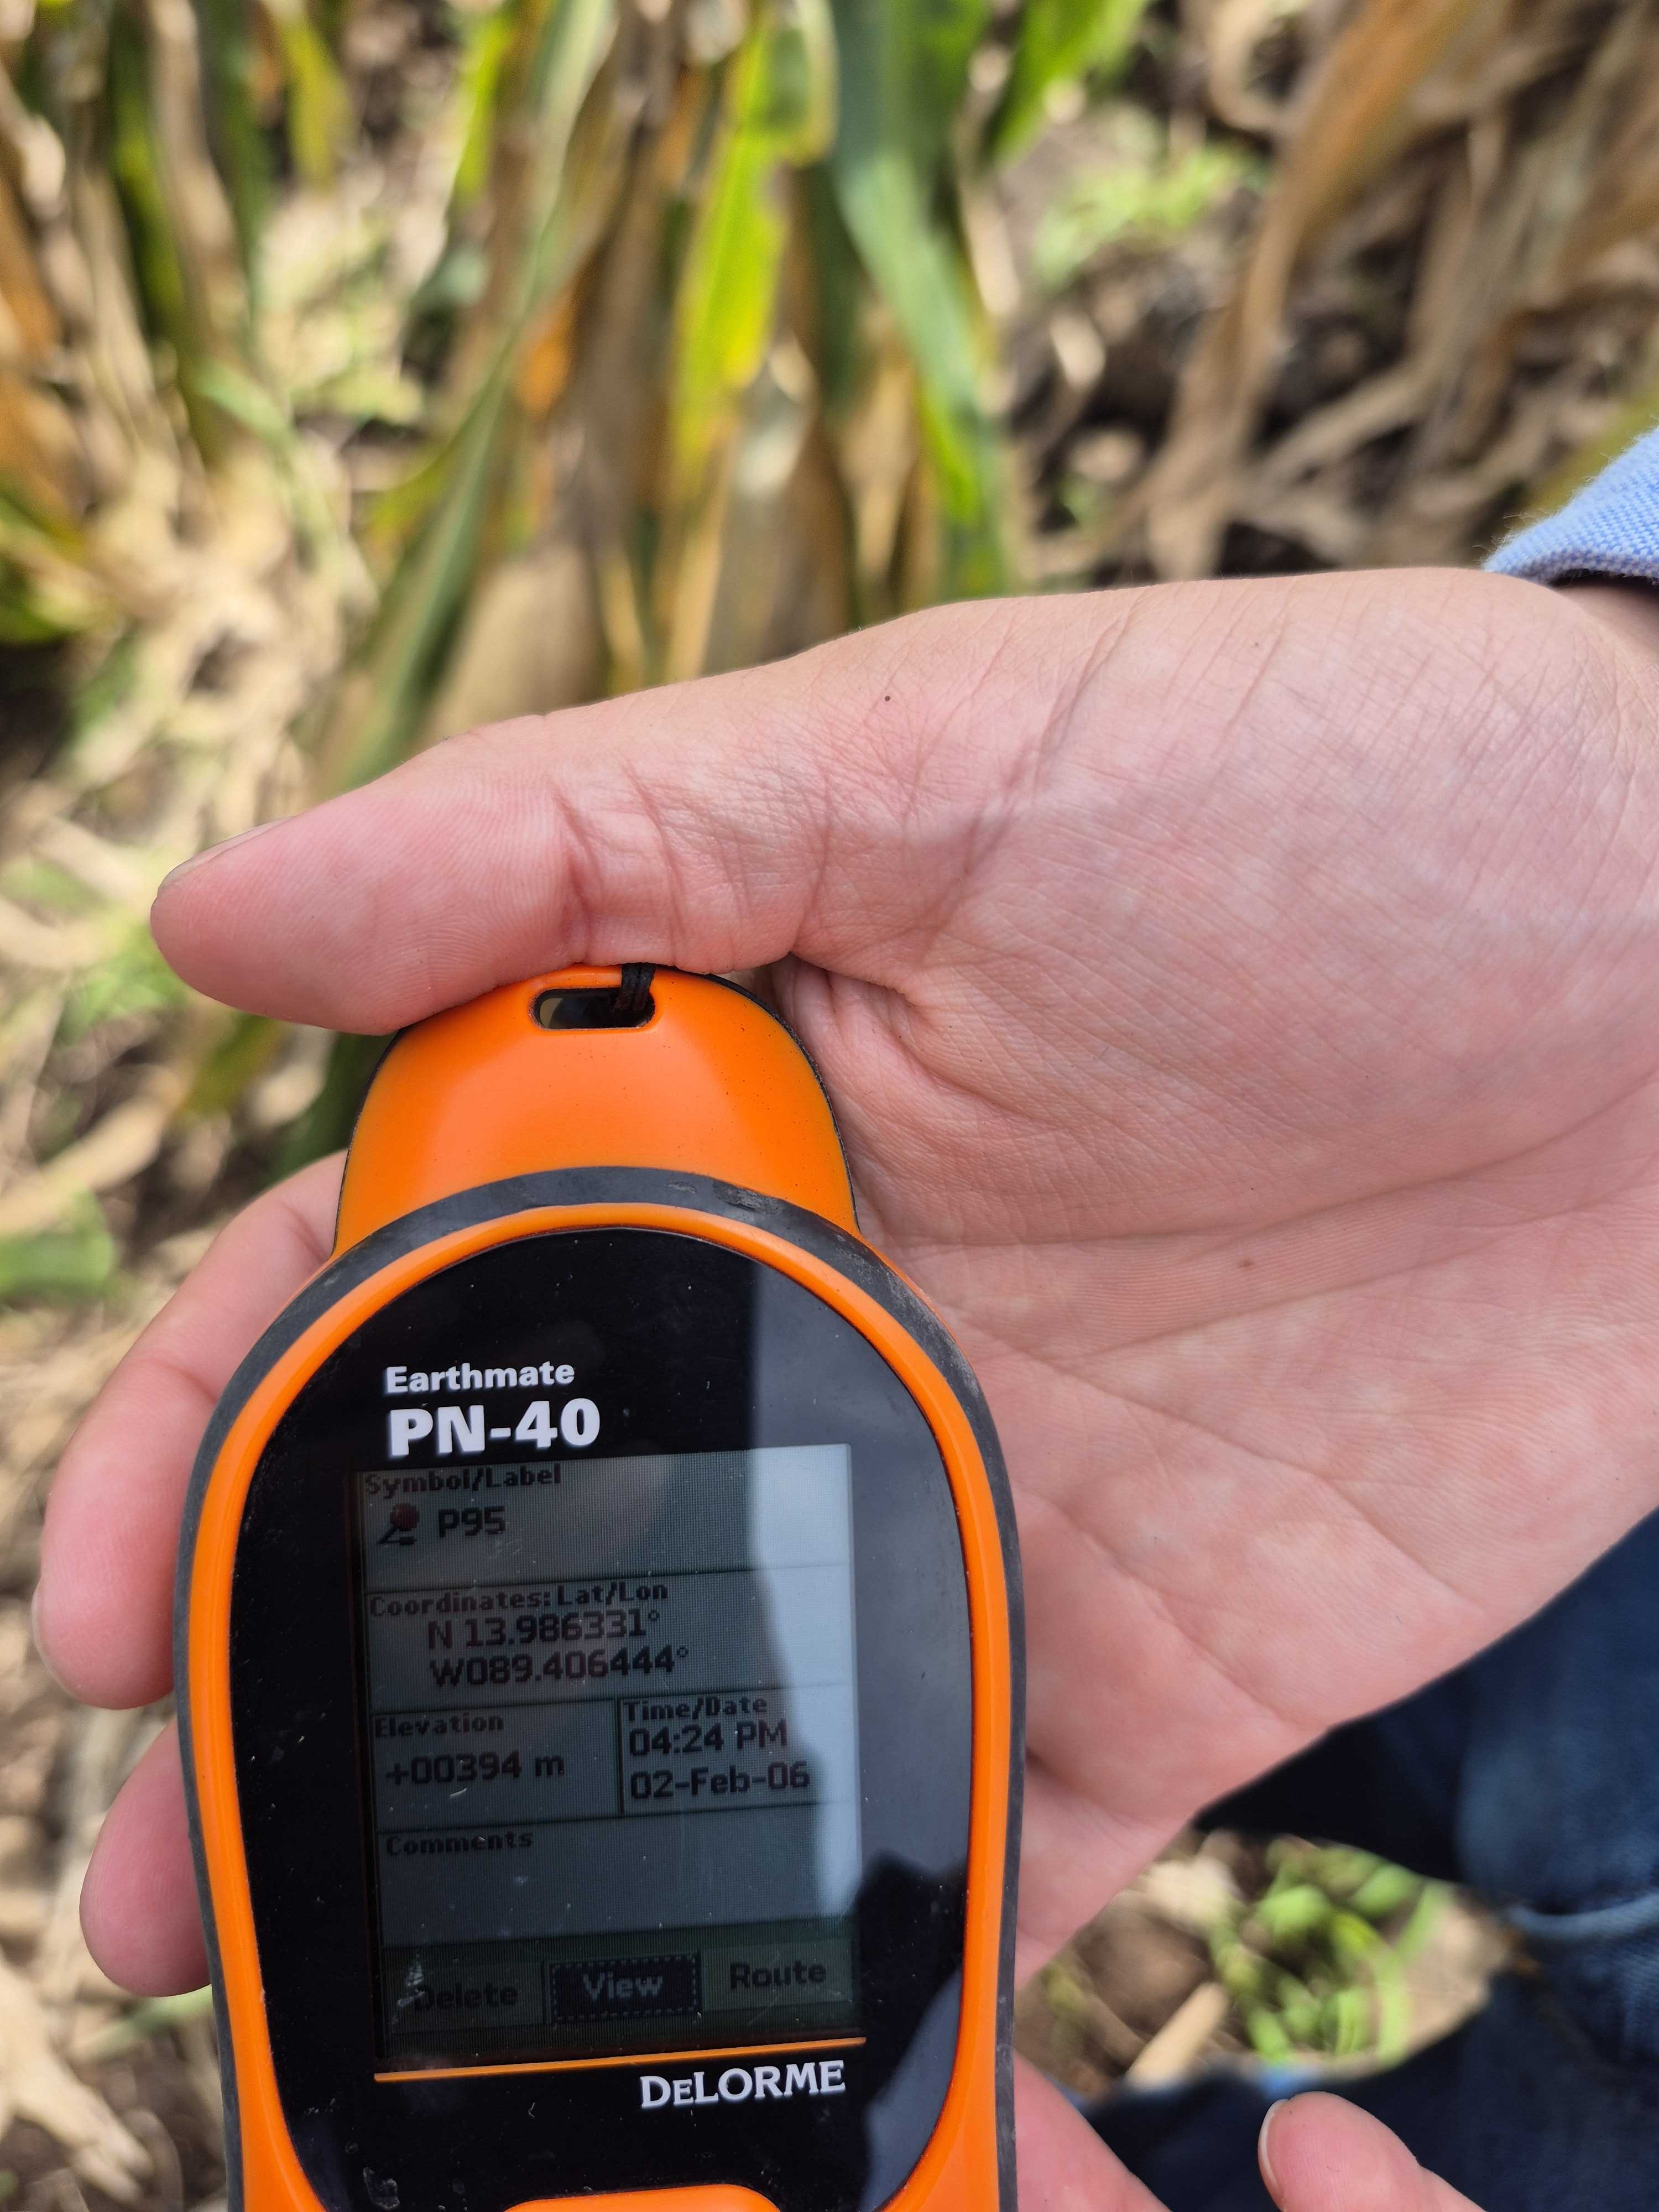 Earthmate
PN-40
Symbol/Label
P95
Coordinates: Lat/Lon
N 13.986331°
W089.406444°
Elevation
+00394 m
Time/Date
04:24 PM
02-Feb-06
Comments
Delete View Route
DELORME